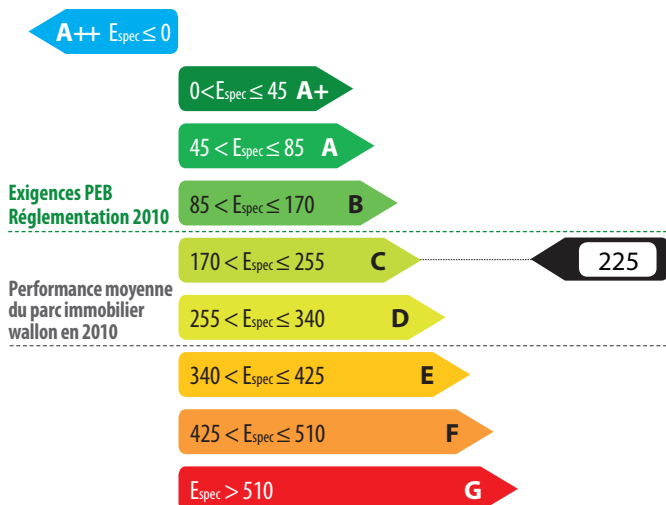 A++ Espec ≤ 0
0<Espec ≤ 45 A+
45 < Espec ≤ 85 A
Exigences PEB
Réglementation 2010
85 < Espec ≤ 170 B
170 < Espec ≤ 255 C
225
Performance moyenne
du parc immobilier
wallon en 2010
255 < Espec ≤ 340 D
340 < Espec ≤ 425 E
425 < Espec ≤ 510 F
Espec > 510 G